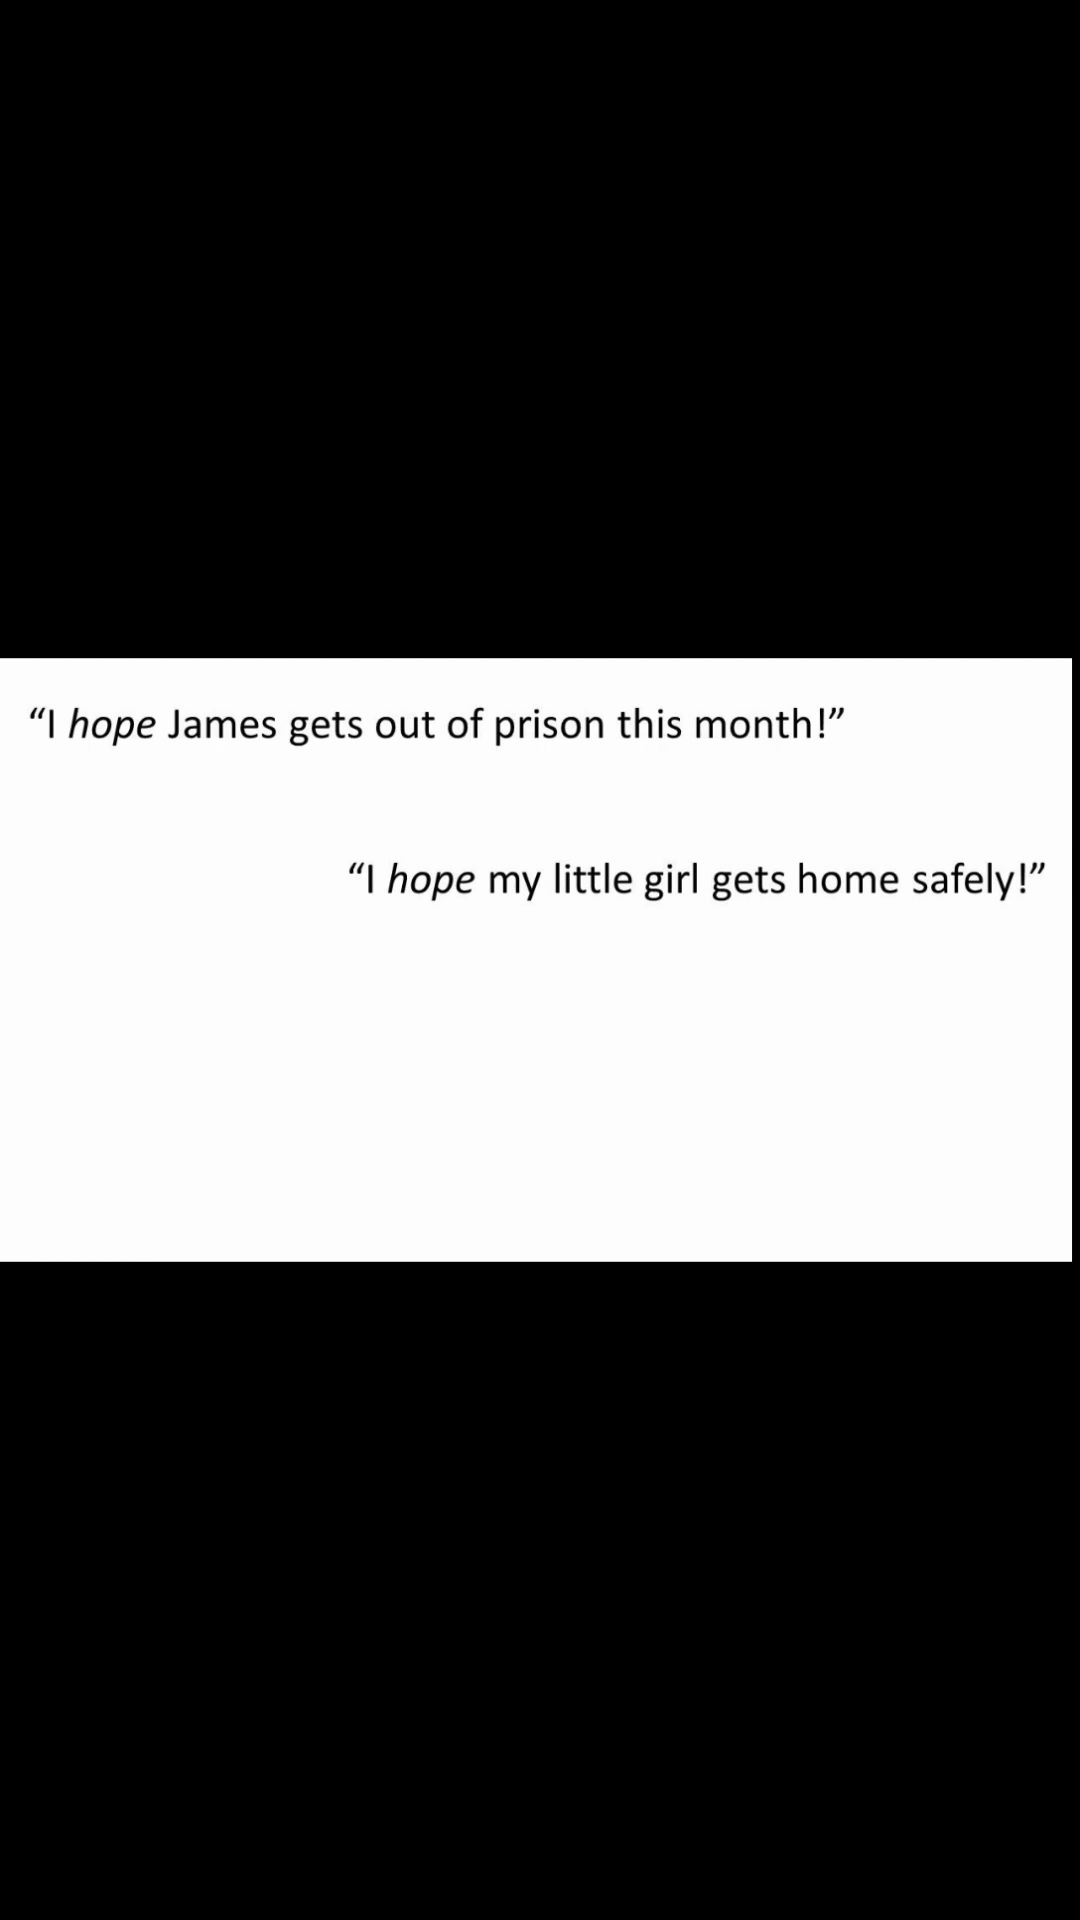 “I hope James gets out of prison this month!”
“I hope my little girl gets home safely!”